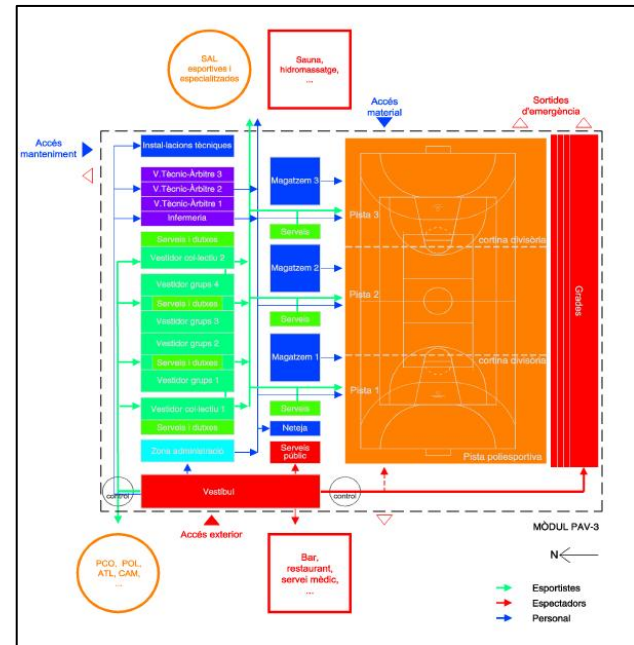 SAL
esportives i
especialitzades
Sauna,
hidromassatge,
...
Accés
material
Sortides
d'emergència
Accés
manteniment
Instal·lacions tècniques
V.Tècnic-Àrbitre 3
V.Tècnic-Àrbitre 2
V.Tècnic-Àrbitre 1
Infermeria
Serveis i dutxes
Vestidor col·lectiu 2
Vestidor grups 4
Serveis i dutxes
Vestidor grups 3
Vestidor grups 2
Serveis i dutxes
Vestidor grups 1
Vestidor col·lectiu 1
Serveis i dutxes
Zona administració
Magatzem 3
Serveis
Magatzem 2
Serveis
Magatzem 1
Serveis
Neteja
Serveis
públic
Pista 3
cortina divisòria
Pista 2
cortina divisòria
Pista 1
Pista poliesportiva
Grades
control
Vestíbul
control
Accés exterior
MÒDUL PAV-3
N
PCO, POL,
ATL, CAM,
...
Bar,
restaurant,
servei mèdic,
...
Esportistes
Espectadors
Personal